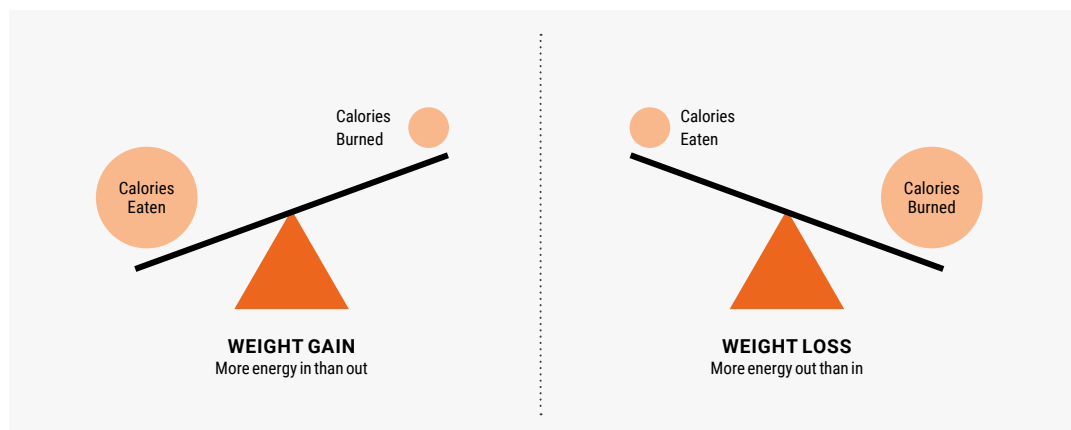 Calories
Burned
Calories
Eaten
WEIGHT GAIN
More energy in than out
Calories
Eaten
Calories
Burned
WEIGHT LOSS
More energy out than in